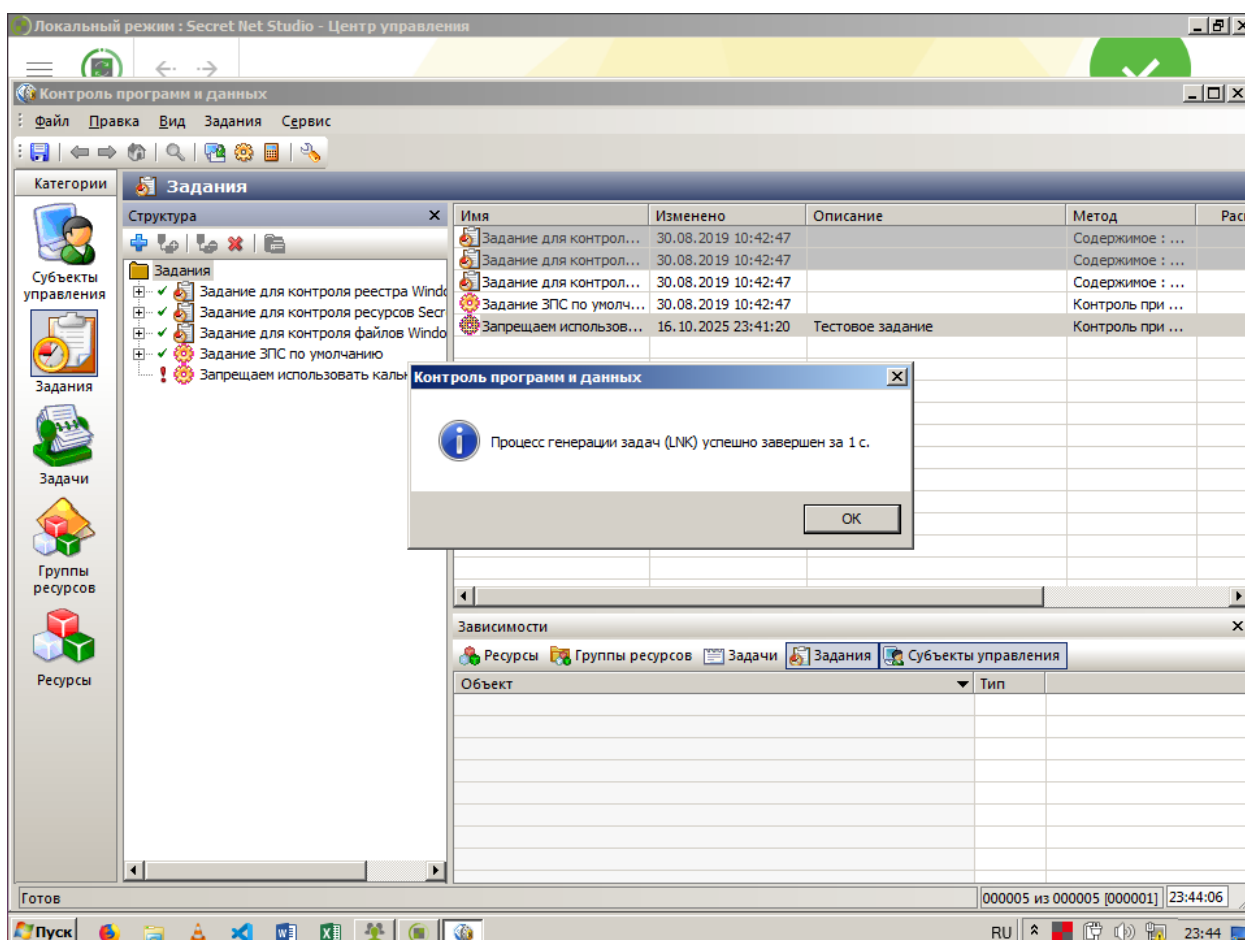 Локальный режим : Secret Net Studio - Центр управления
Контроль программ и данных
Файл Правка Вид Задания Сервис
Категории
Субъекты
управления
Задания
Задачи
Группы
ресурсов
Ресурсы
Задания
Структура
Задания
Задание для контроля реестра Windo
Задание для контроля ресурсов Secr
Задание для контроля файлов Windo
Задание ЗПС по умолчанию
Запрещаем использовать кальк
Имя Изменено Описание Метод Расп
Задание для контрол... 30.08.2019 10:42:47 Содержимое : ...
Задание для контрол... 30.08.2019 10:42:47 Содержимое : ...
Задание для контрол... 30.08.2019 10:42:47 Содержимое : ...
Задание ЗПС по умолч... 30.08.2019 10:42:47 Контроль при ...
Запрещаем использов... 16.10.2025 23:41:20 Тестовое задание Контроль при ...
Контроль программ и данных
Процесс генерации задач (LNK) успешно завершен за 1 с.
ОК
Зависимости
Ресурсы Группы ресурсов Задачи Задания Субъекты управления
Объект Тип
Готов 000005 из 000005 [000001] 23:44:06
Пуск RU 23:44